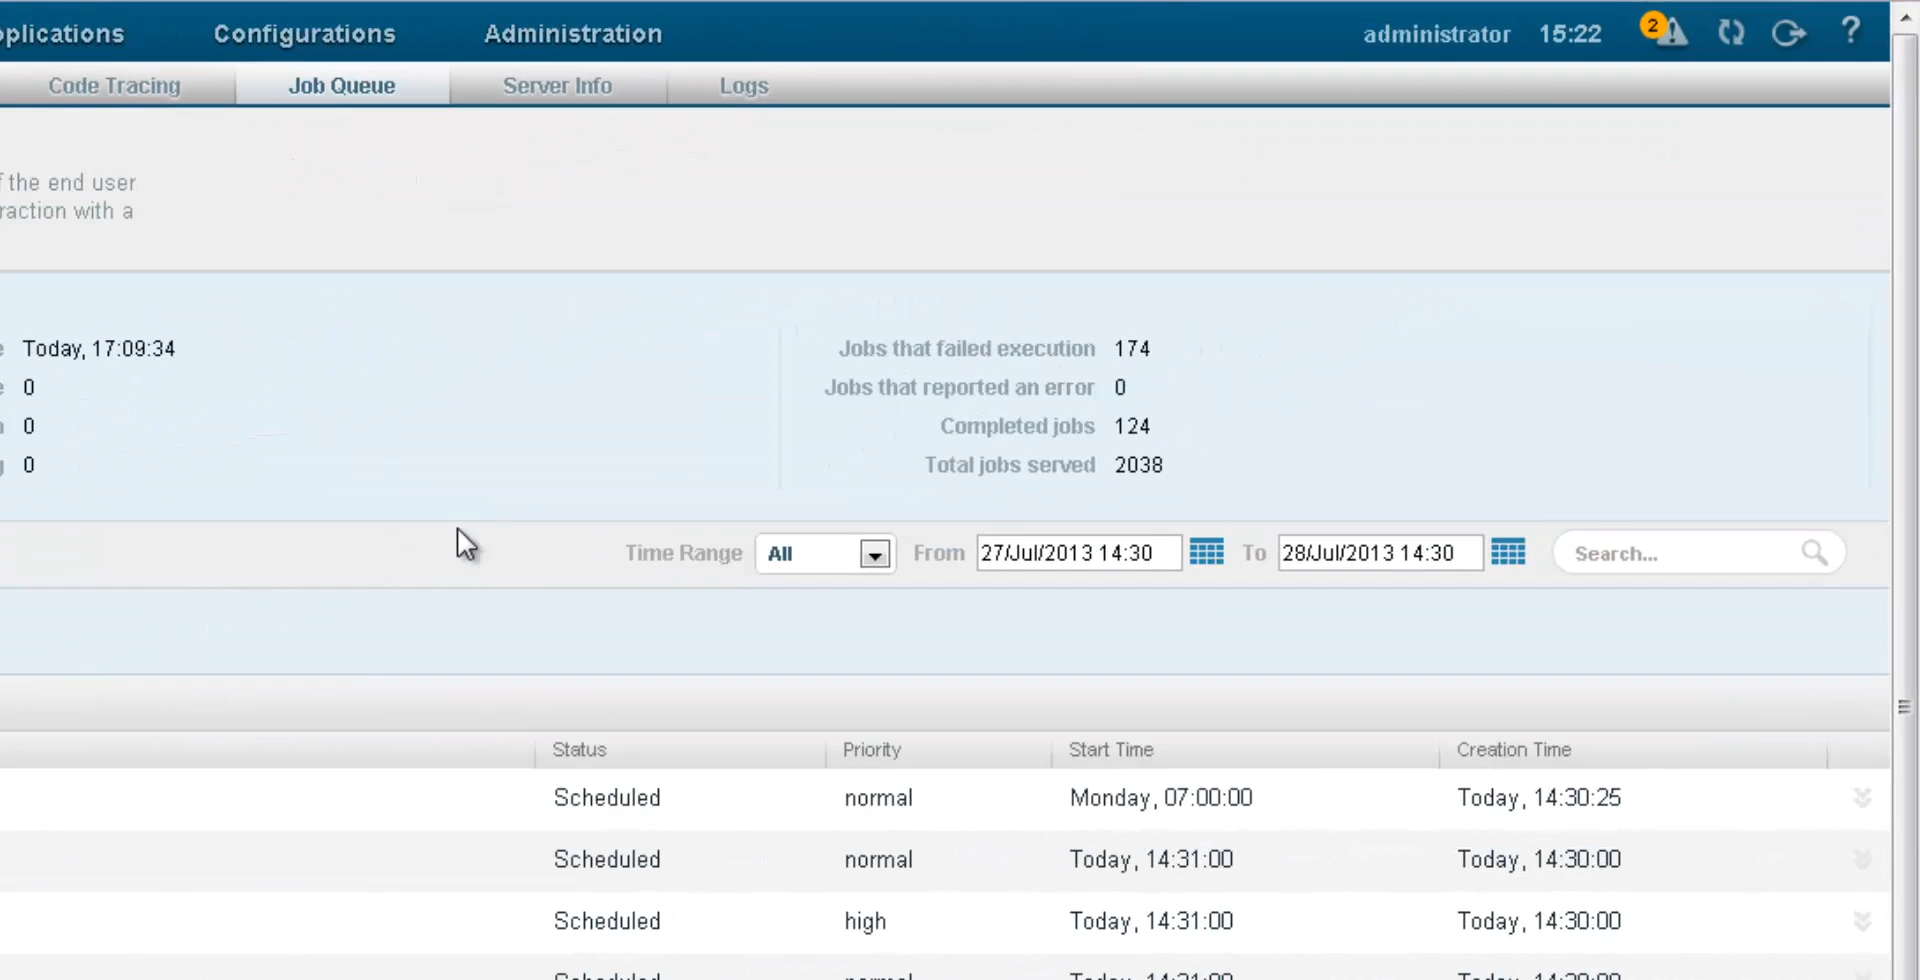 Configurations Administration administrator 15:22 2 ?
Code Tracing Job Queue Server Info Logs
the end user
with a
Today, 17:09:34 Jobs that failed execution 174
0 Jobs that reported an error 0
0 Completed jobs 124
0 Total jobs served 2038
Time Range All From 27/Jul/2013 14:30 To 28/Jul/2013 14:30 Search...
Status Priority Start Time Creation Time
Scheduled normal Monday, 07:00:00 Today, 14:30:25
Scheduled normal Today, 14:31:00 Today, 14:30:00
Scheduled high Today, 14:31:00 Today, 14:30:00